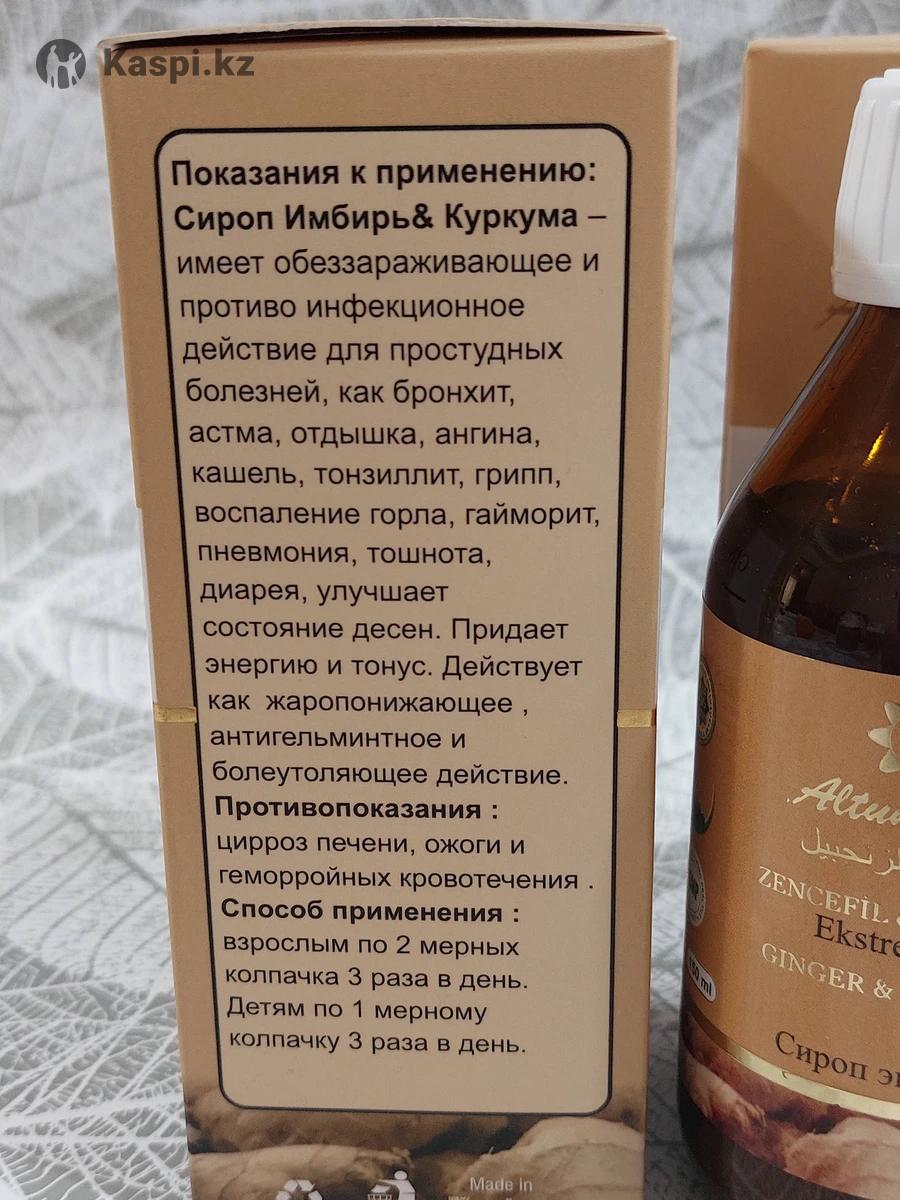 Kaspi.kz
Показания к применению:
Сироп Имбирь& Куркума –
имеет обеззараживающее и
противо инфекционное
действие для простудных
болезней, как бронхит,
астма, отдышка, ангина,
кашель, тонзиллит, грипп,
воспаление горла, гайморит,
пневмония, тошнота,
диарея, улучшает
состояние десен. Придает
энергию и тонус. Действует
как жаропонижающее ,
антигельминтное и
болеутоляющее действие.
Противопоказания :
цирроз печени, ожоги и
геморройных кровотечения .
Способ применения :
взрослым по 2 мерных
колпачка 3 раза в день.
Детям по 1 мерному
колпачку 3 раза в день.
Made in
ZENCEFİL
Ekstre
GINGER &
ml
Сироп